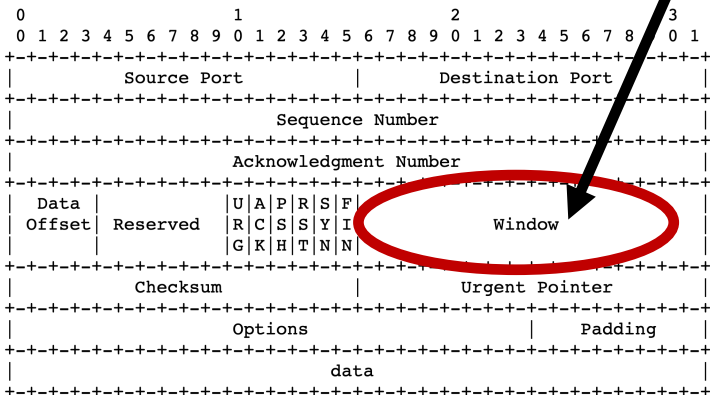 0                   1                   2                   3
 0 1 2 3 4 5 6 7 8 9 0 1 2 3 4 5 6 7 8 9 0 1 2 3 4 5 6 7 8 9 0 1
+-+-+-+-+-+-+-+-+-+-+-+-+-+-+-+-+-+-+-+-+-+-+-+-+-+-+-+-+-+-+-+-+
|          Source Port          |       Destination Port        |
+-+-+-+-+-+-+-+-+-+-+-+-+-+-+-+-+-+-+-+-+-+-+-+-+-+-+-+-+-+-+-+-+
|                        Sequence Number                        |
+-+-+-+-+-+-+-+-+-+-+-+-+-+-+-+-+-+-+-+-+-+-+-+-+-+-+-+-+-+-+-+-+
|                    Acknowledgment Number                      |
+-+-+-+-+-+-+-+-+-+-+-+-+-+-+-+-+-+-+-+-+-+-+-+-+-+-+-+-+-+-+-+-+
|  Data |           |U|A|P|R|S|F|                               |
| Offset| Reserved  |R|C|S|S|Y|I|            Window             |
|       |           |G|K|H|T|N|N|                               |
+-+-+-+-+-+-+-+-+-+-+-+-+-+-+-+-+-+-+-+-+-+-+-+-+-+-+-+-+-+-+-+-+
|           Checksum            |         Urgent Pointer        |
+-+-+-+-+-+-+-+-+-+-+-+-+-+-+-+-+-+-+-+-+-+-+-+-+-+-+-+-+-+-+-+-+
|                    Options                    |    Padding    |
+-+-+-+-+-+-+-+-+-+-+-+-+-+-+-+-+-+-+-+-+-+-+-+-+-+-+-+-+-+-+-+-+
|                             data                              |
+-+-+-+-+-+-+-+-+-+-+-+-+-+-+-+-+-+-+-+-+-+-+-+-+-+-+-+-+-+-+-+-+